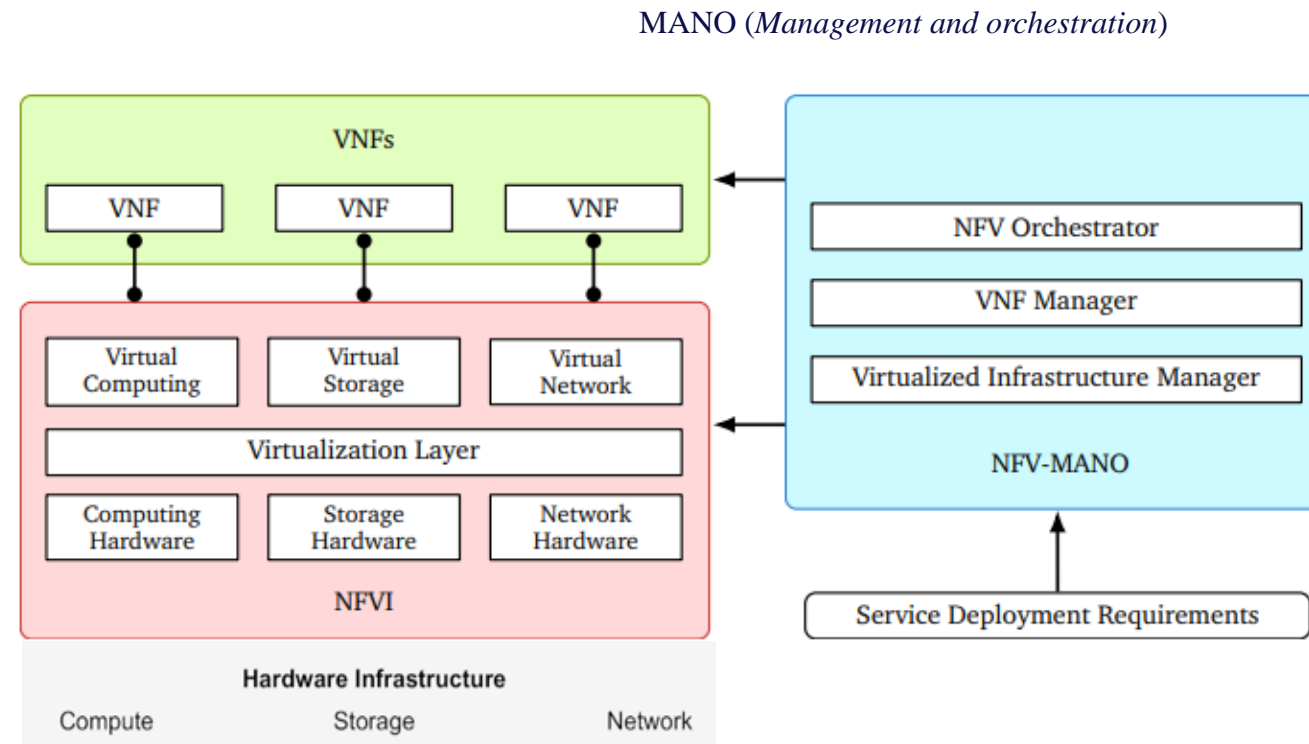 MANO (Management and orchestration)
VNFs
VNF
VNF
VNF
Virtual
Computing
Virtual
Storage
Virtual
Network
Virtualization Layer
Computing
Hardware
Storage
Hardware
Network
Hardware
NFVI
Hardware Infrastructure
Compute
Storage
Network
NFV Orchestrator
VNF Manager
Virtualized Infrastructure Manager
NFV-MANO
Service Deployment Requirements